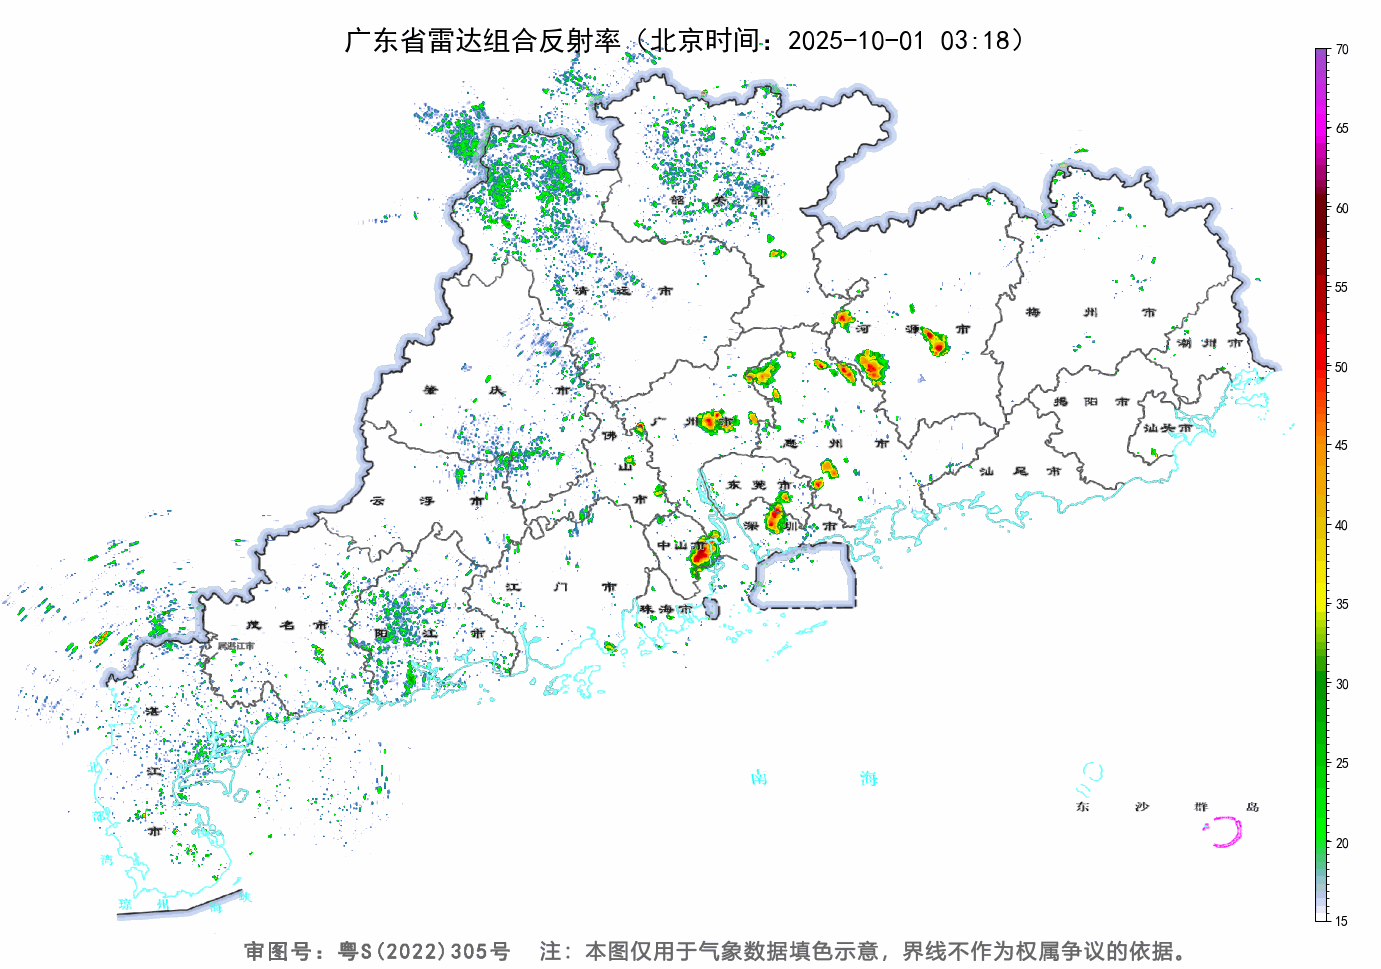 广东省雷达组合反射率（北京时间：2025-10-01 03:18）
70
65
60
55
50
45
40
35
30
25
20
15
韶关市
清远市
河源市
梅州市
潮州市
肇庆市
广州市
佛山市
惠州市
揭阳市
汕头市
汕尾市
东莞市
云浮市
深圳市
中山市
江门市
珠海市
茂名市
阳江市
属湛江市
湛江市
北部湾
南海
东沙群岛
琼州海峡
审图号：粤S(2022)305号 注：本图仅用于气象数据填色示意，界线不作为权属争议的依据。